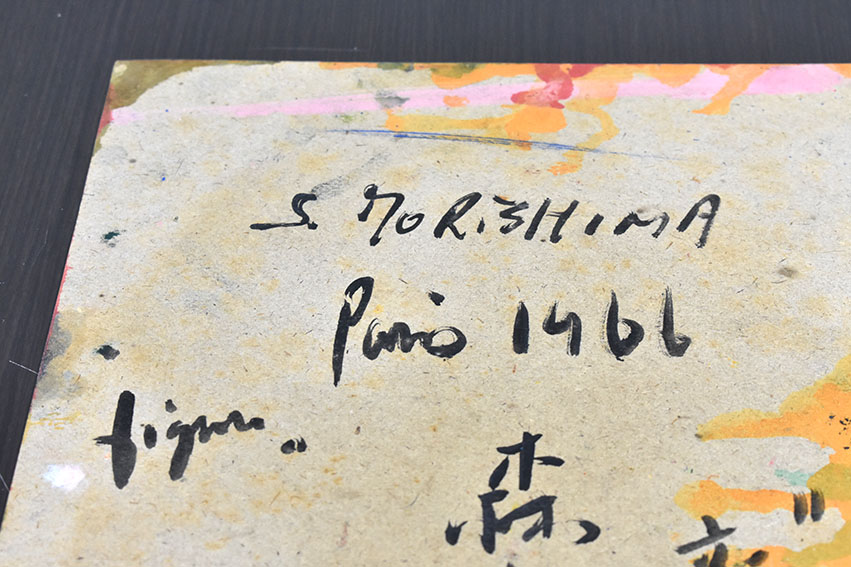 S. MORiSHiMA
Paris 1966
figure.
森